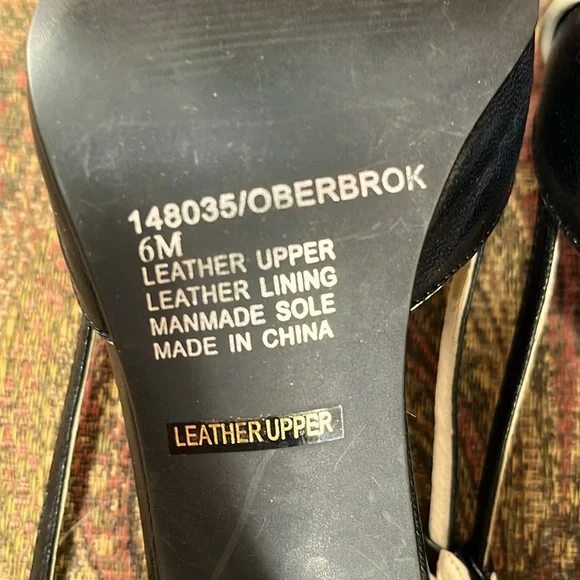 148035/OBERBROK
6M
LEATHER UPPER
LEATHER LINING
MANMADE SOLE
MADE IN CHINA
LEATHER UPPER